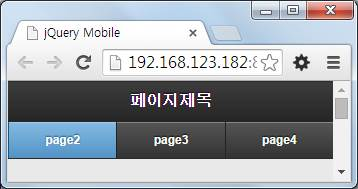 jQuery Mobile
192.168.123.182:8
페이지제목
page2 page3 page4